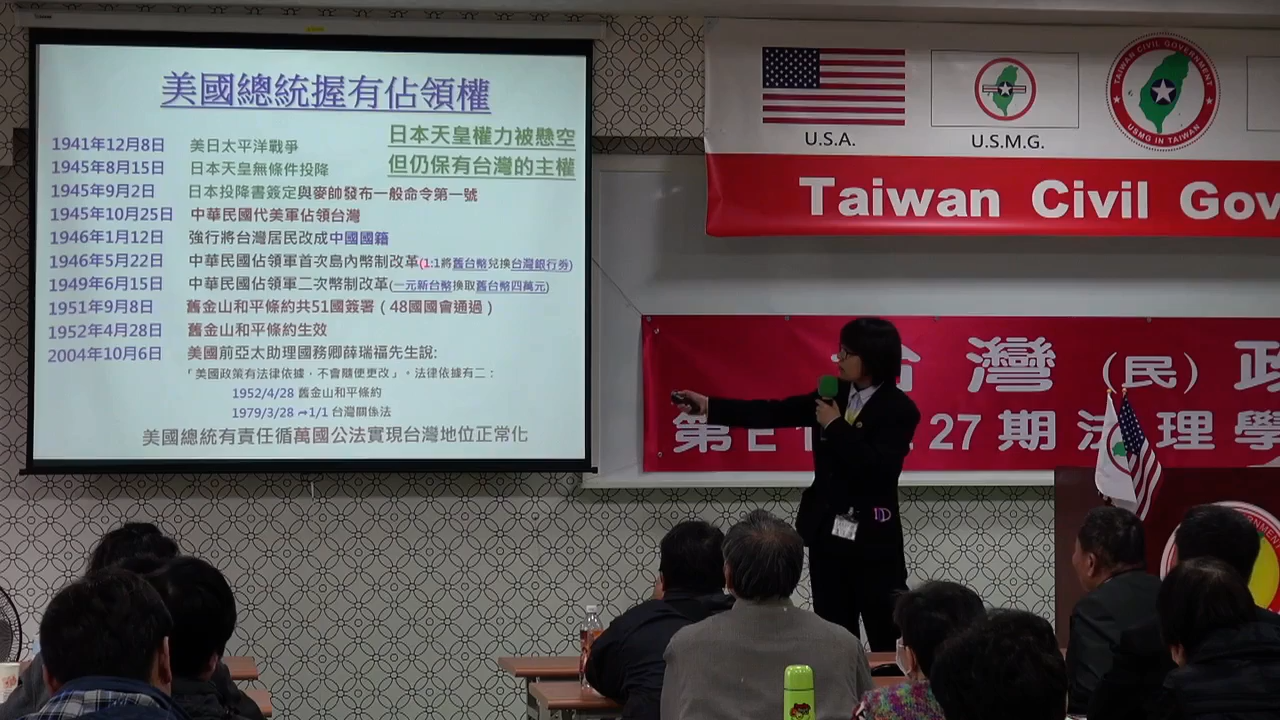 美國總統握有佔領權
日本天皇權力被懸空
但仍保有台灣的主權
1941年12月8日 美日太平洋戰爭
1945年8月15日 日本天皇無條件投降
1945年9月2日 日本投降書簽定與麥帥發布一般命令第一號
1945年10月25日 中華民國代美軍佔領台灣
1946年1月12日 強行將台灣居民改成中國國籍
1946年5月22日 中華民國佔領軍首次島內幣制改革(1:1將舊台幣兌換台灣銀行劵)
1949年6月15日 中華民國佔領軍二次幣制改革(一元新台幣換取舊台幣四萬元)
1951年9月8日 舊金山和平條約共51國簽署（48國國會通過）
1952年4月28日 舊金山和平條約生效
2004年10月6日 美國前亞太助理國務卿薛瑞福先生說:
「美國政策有法律依據，不會隨便更改」。法律依據有二：
1952/4/28 舊金山和平條約
1979/3/28 ⤳1/1 台灣關係法
美國總統有責任循萬國公法實現台灣地位正常化
U.S.A.
U.S.M.G.
TAIWAN CIVIL GOVERNMENT
USMG IN TAIWAN
Taiwan Civil Gov
台灣（民）政
第E 27期法理學